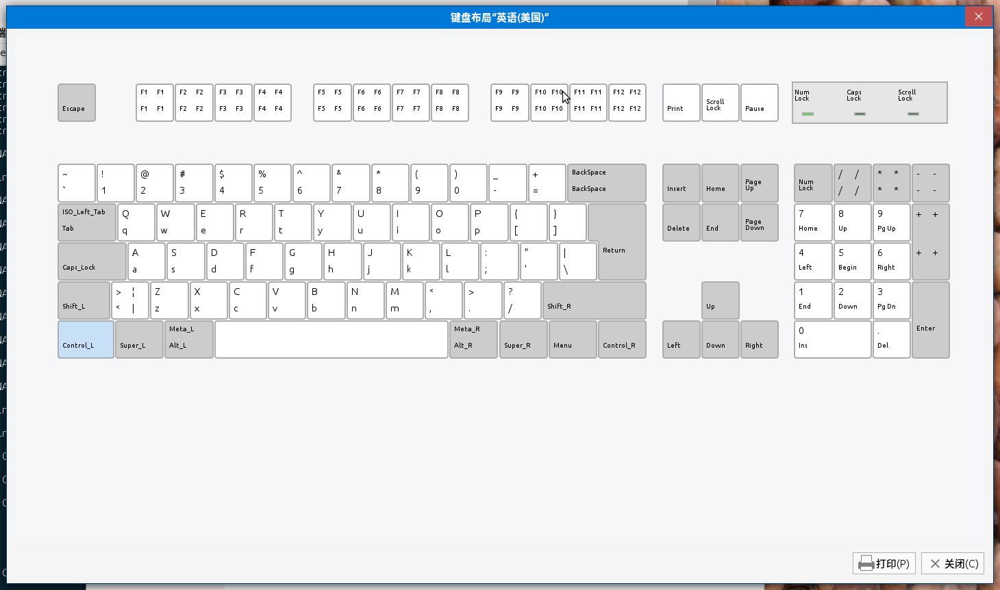 键盘布局“英语(美国)”
F1 F1 F2 F2 F3 F3 F4 F4 F5 F5 F6 F6 F7 F7 F8 F8 F9 F9 F10 F10 F11 F11 F12 F12 Num Lock Caps Lock Scroll Lock
Escape F1 F1 F2 F2 F3 F3 F4 F4 F5 F5 F6 F6 F7 F7 F8 F8 F9 F9 F10 F10 F11 F11 F12 F12 Print Scroll Lock Pause
~ ! @ # $ % ^ & * ( ) _ + BackSpace / / * * - -
` 1 2 3 4 5 6 7 8 9 0 - = BackSpace Insert Home Page Up Num Lock / / * * - -
ISO_Left_Tab Q W E R T Y U I O P { } 7 8 9 + +
Tab q w e r t y u i o p [ ] Delete End Page Down Home Up Pg Up
A S D F G H J K L : " | Return 4 5 6 + +
Caps_Lock a s d f g h j k l ; ' \ Left Begin Right
> ¦ Z X C V B N M < > ? 1 2 3
Shift_L < | z x c v b n m , . / Shift_R Up End Down Pg Dn
Meta_L Meta_R 0 . Enter
Control_L Super_L Alt_L Alt_R Super_R Menu Control_R Left Down Right Ins Del
打印(P) 关闭(C)